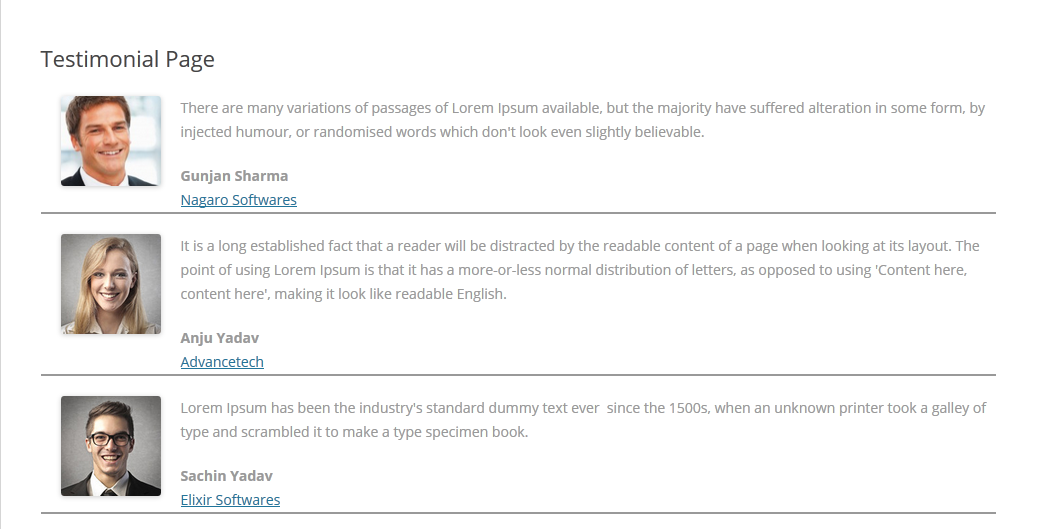 Testimonial Page
There are many variations of passages of Lorem Ipsum available, but the majority have suffered alteration in some form, by
injected humour, or randomised words which don't look even slightly believable.
Gunjan Sharma
Nagaro Softwares
It is a long established fact that a reader will be distracted by the readable content of a page when looking at its layout. The
point of using Lorem Ipsum is that it has a more-or-less normal distribution of letters, as opposed to using 'Content here,
content here', making it look like readable English.
Anju Yadav
Advancetech
Lorem Ipsum has been the industry's standard dummy text ever  since the 1500s, when an unknown printer took a galley of
type and scrambled it to make a type specimen book.
Sachin Yadav
Elixir Softwares